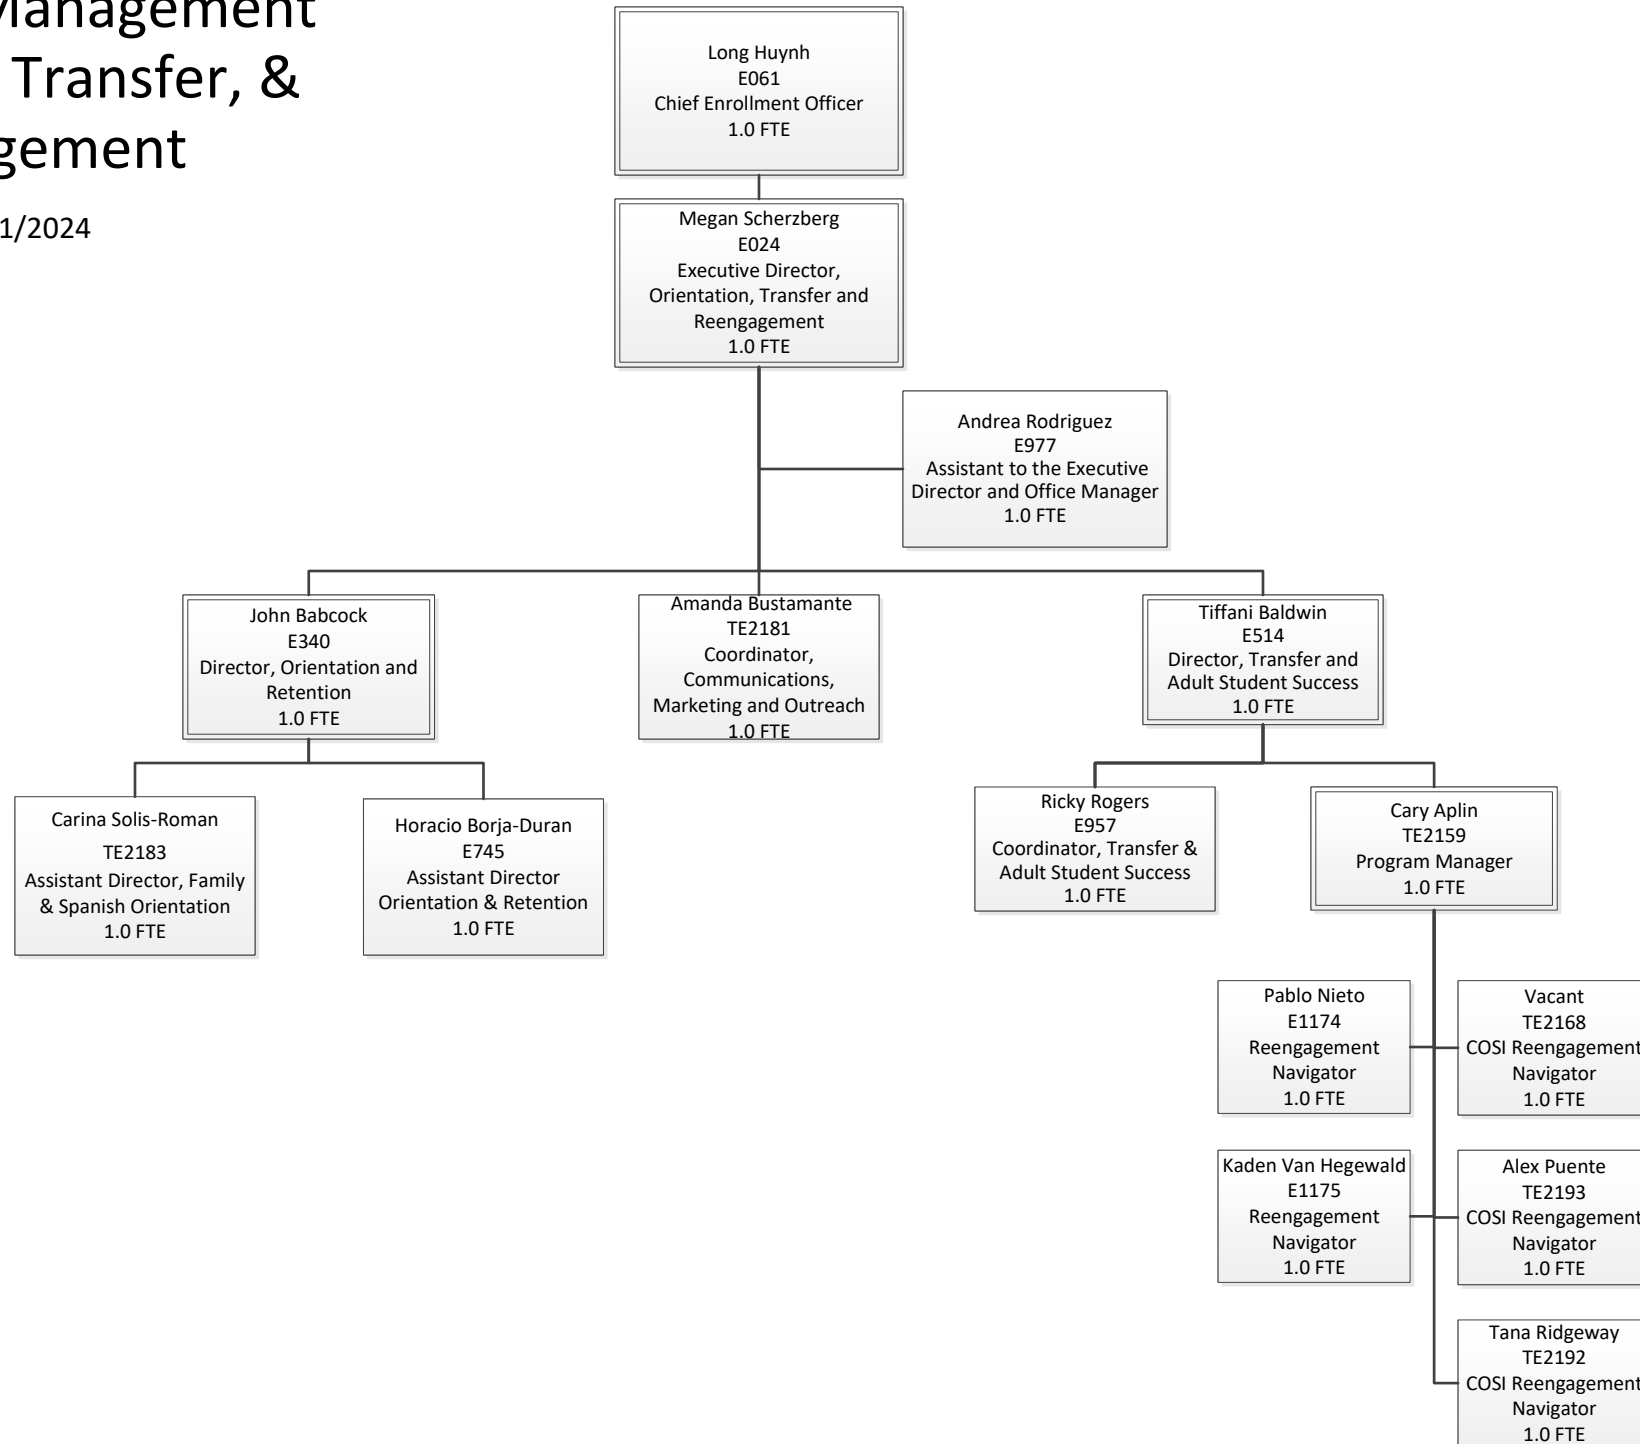 Management
Transfer, &
gement
1/2024
Long Huynh
E061
Chief Enrollment Officer
1.0 FTE
Megan Scherzberg
E024
Executive Director,
Orientation, Transfer and
Reengagement
1.0 FTE
Andrea Rodriguez
E977
Assistant to the Executive
Director and Office Manager
1.0 FTE
John Babcock
E340
Director, Orientation and
Retention
1.0 FTE
Amanda Bustamante
TE2181
Coordinator,
Communications,
Marketing and Outreach
1.0 FTE
Tiffani Baldwin
E514
Director, Transfer and
Adult Student Success
1.0 FTE
Carina Solis-Roman
TE2183
Assistant Director, Family
& Spanish Orientation
1.0 FTE
Horacio Borja-Duran
E745
Assistant Director
Orientation & Retention
1.0 FTE
Ricky Rogers
E957
Coordinator, Transfer &
Adult Student Success
1.0 FTE
Cary Aplin
TE2159
Program Manager
1.0 FTE
Pablo Nieto
E1174
Reengagement
Navigator
1.0 FTE
Vacant
TE2168
COSI Reengagement
Navigator
1.0 FTE
Kaden Van Hegewald
E1175
Reengagement
Navigator
1.0 FTE
Alex Puente
TE2193
COSI Reengagement
Navigator
1.0 FTE
Tana Ridgeway
TE2192
COSI Reengagement
Navigator
1.0 FTE